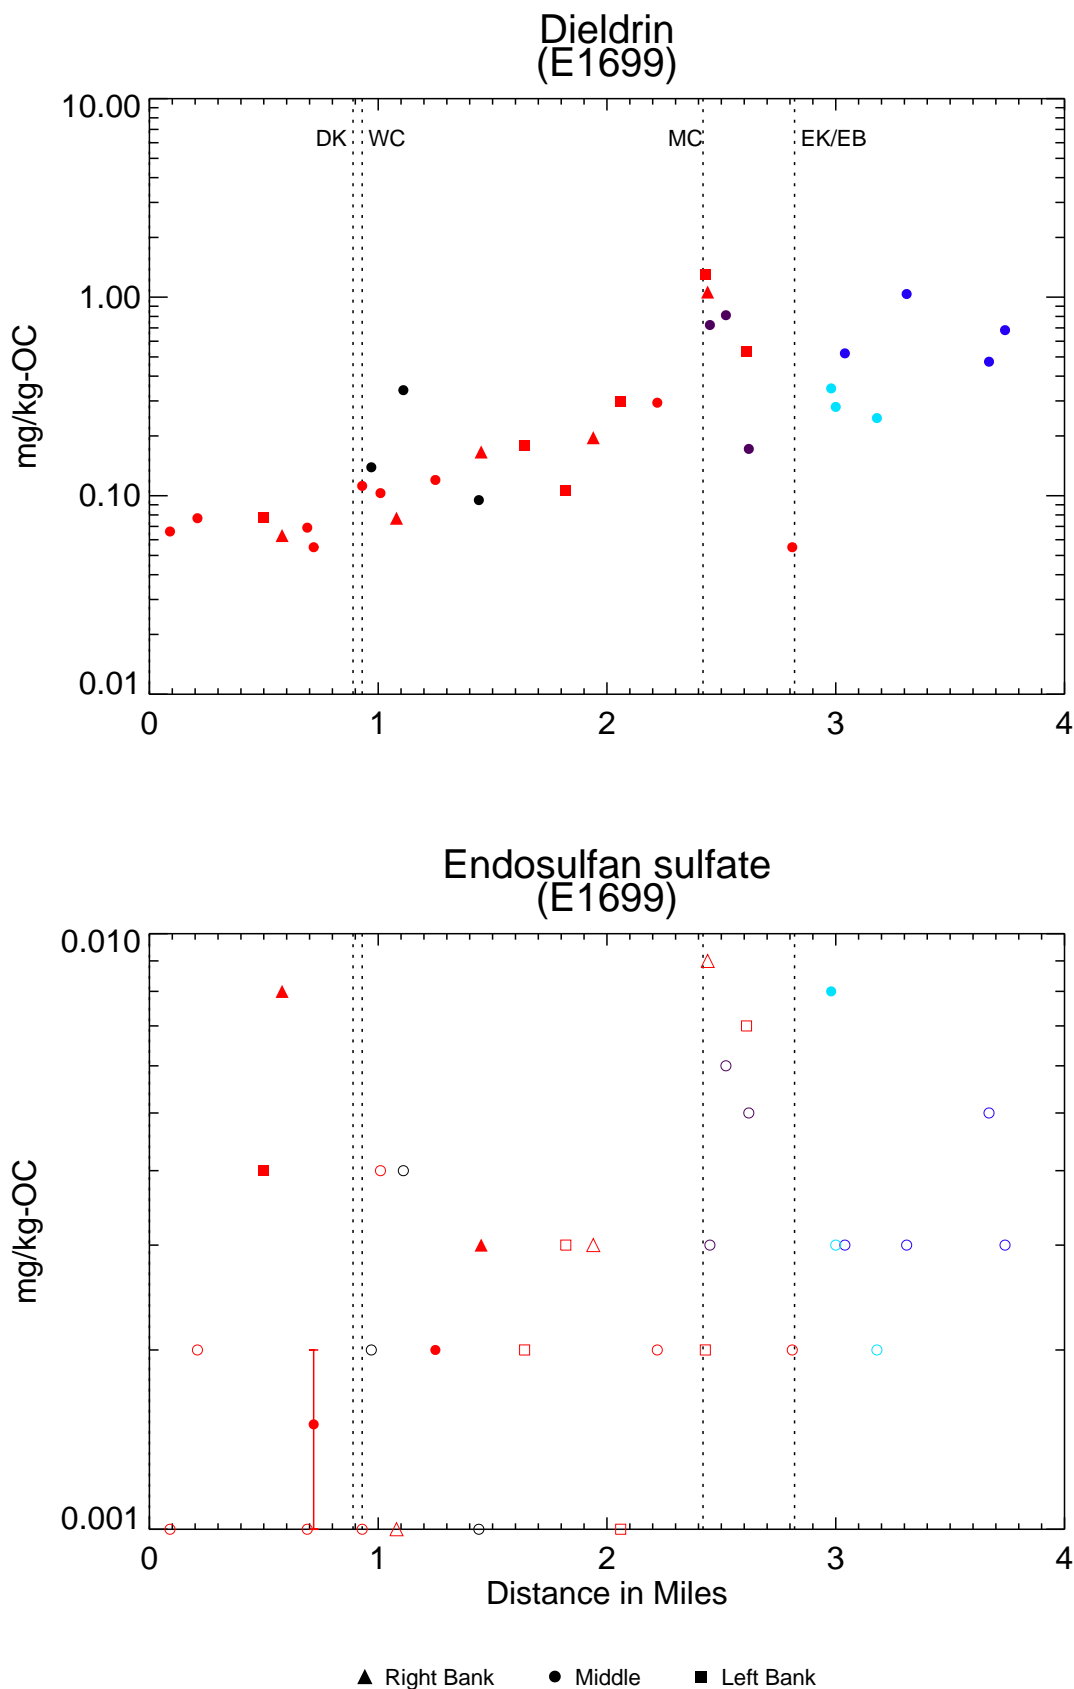 Dieldrin
(E1699)
10.00
DK WC MC EK/EB
1.00
mg/kg-OC
0.10
0.01
0 1 2 3 4
Endosulfan sulfate
(E1699)
0.010
mg/kg-OC
0.001
0 1 2 3 4
Distance in Miles
Right Bank Middle Left Bank